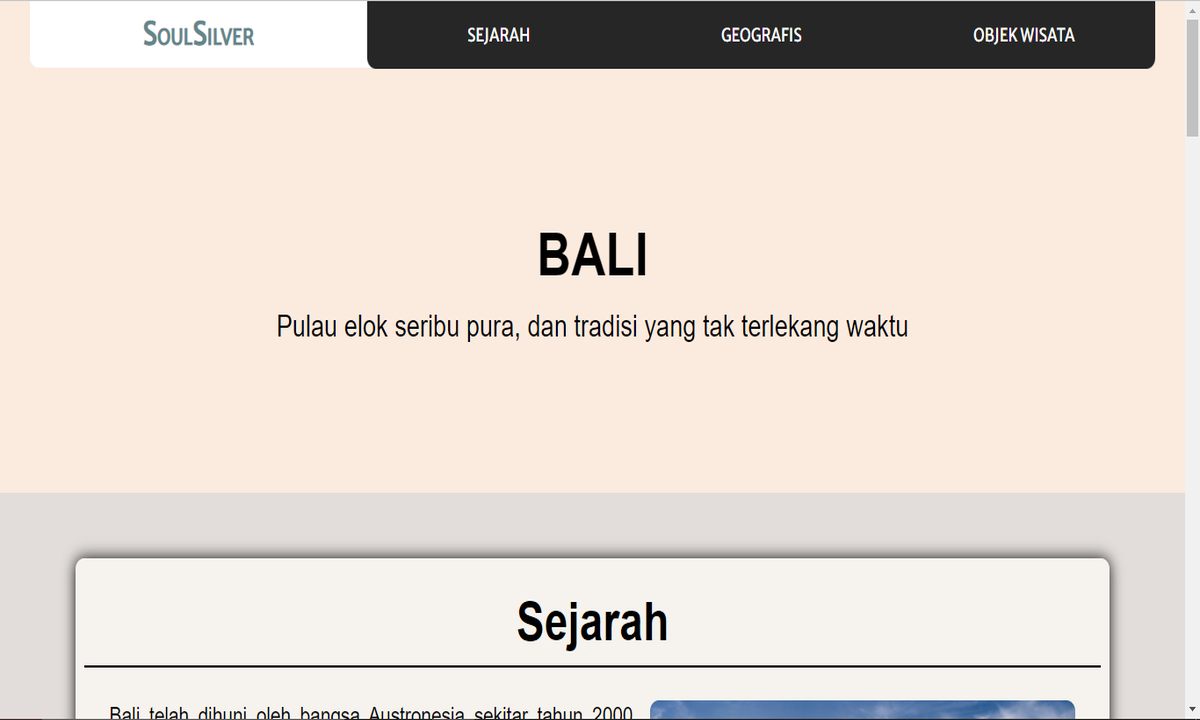 SoulSilver
SEJARAH
GEOGRAFIS
OBJEK WISATA
BALI
Pulau elok seribu pura, dan tradisi yang tak terlekang waktu
Sejarah
Bali telah dihuni oleh bangsa Austronesia sekitar tahun 2000